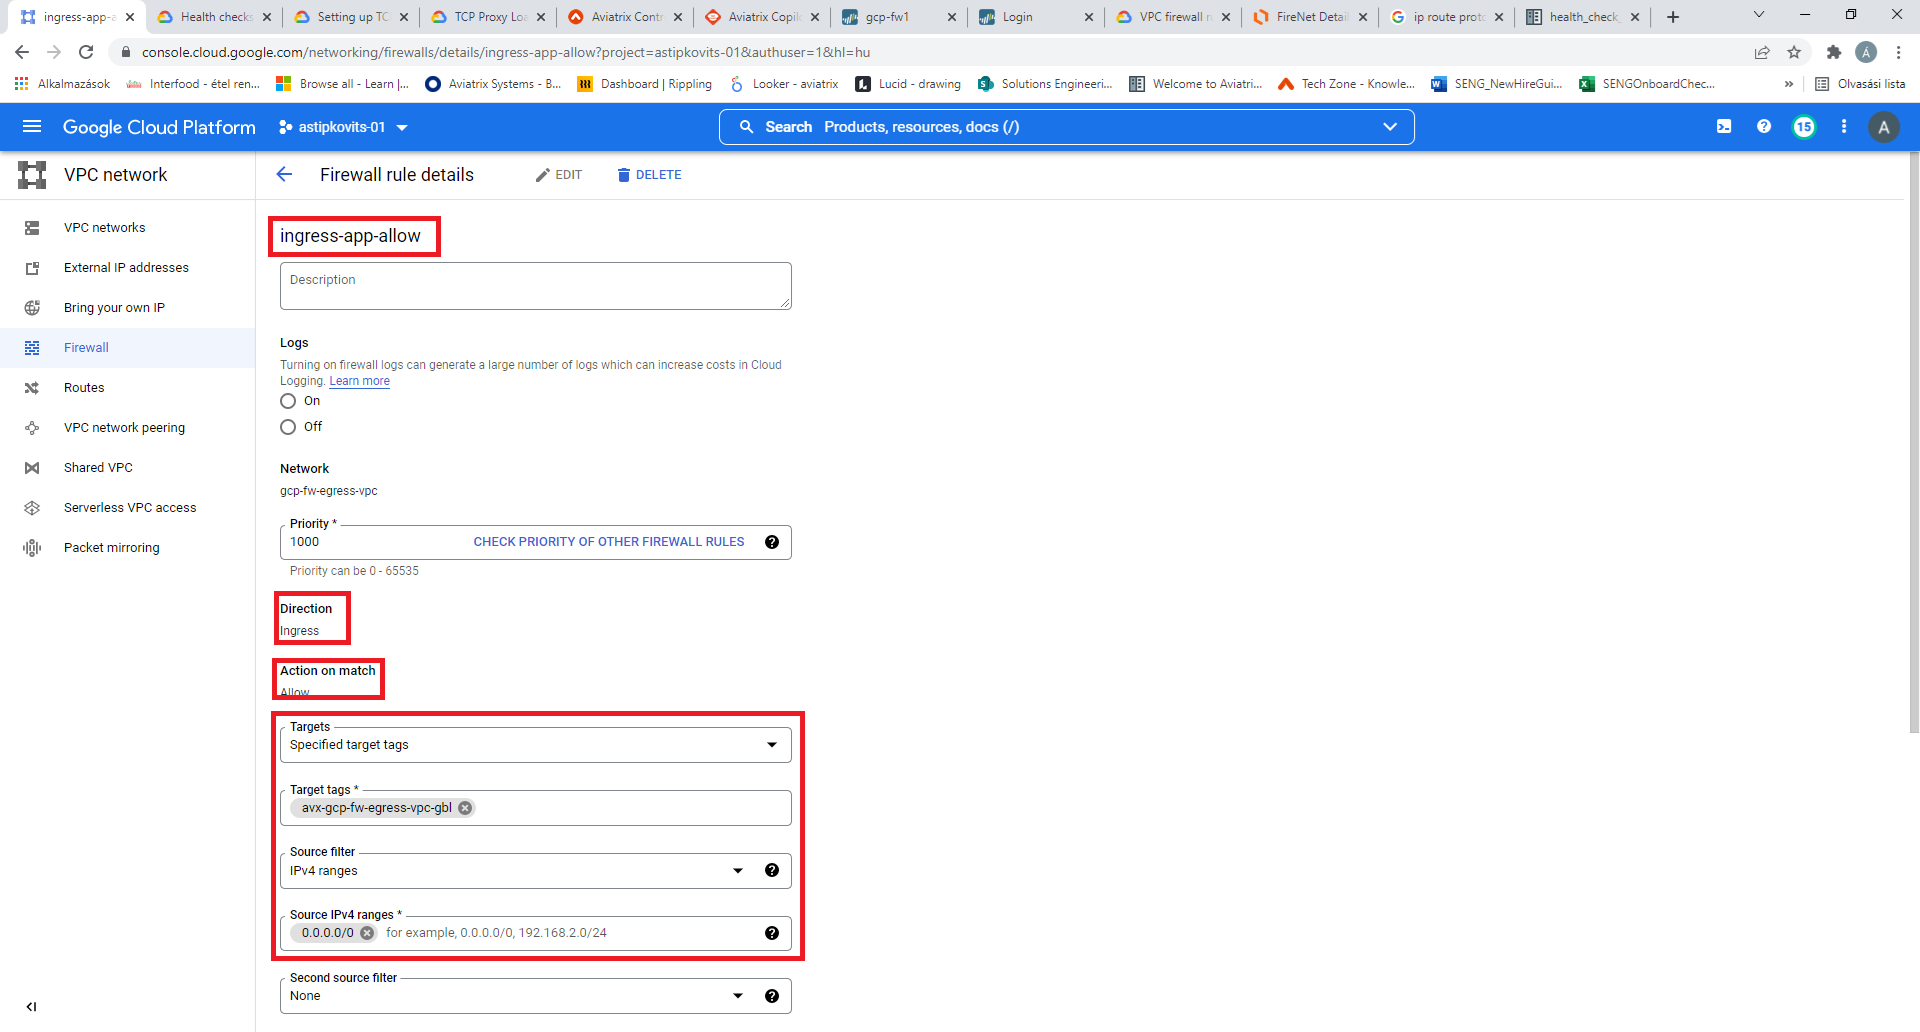 ingress-app-a
Health checks
Setting up TC
TCP Proxy Loa
Aviatrix Contr
Aviatrix Copil
gcp-fw1
Login
VPC firewall r
FireNet Detail
ip route proto
health_check_
console.cloud.google.com/networking/firewalls/details/ingress-app-allow?project=astipkovits-01&authuser=1&hl=hu
Á
Alkalmazások
Interfood - étel ren...
Browse all - Learn |...
Aviatrix Systems - B...
Dashboard | Rippling
Looker - aviatrix
Lucid - drawing
Solutions Engineeri...
Welcome to Aviatri...
Tech Zone - Knowle...
SENG_NewHireGui...
SENGOnboardChec...
»
Olvasási lista
Google Cloud Platform
astipkovits-01
Search Products, resources, docs (/)
15
A
VPC network
Firewall rule details
EDIT
DELETE
VPC networks
External IP addresses
Bring your own IP
Firewall
Routes
VPC network peering
Shared VPC
Serverless VPC access
Packet mirroring
ingress-app-allow
Description
Logs
Turning on firewall logs can generate a large number of logs which can increase costs in Cloud
Logging. Learn more
On
Off
Network
gcp-fw-egress-vpc
Priority *
1000
CHECK PRIORITY OF OTHER FIREWALL RULES
Priority can be 0 - 65535
Direction
Ingress
Action on match
Allow
Targets
Specified target tags
Target tags *
avx-gcp-fw-egress-vpc-gbl
Source filter
IPv4 ranges
Source IPv4 ranges *
0.0.0.0/0 for example, 0.0.0.0/0, 192.168.2.0/24
Second source filter
None